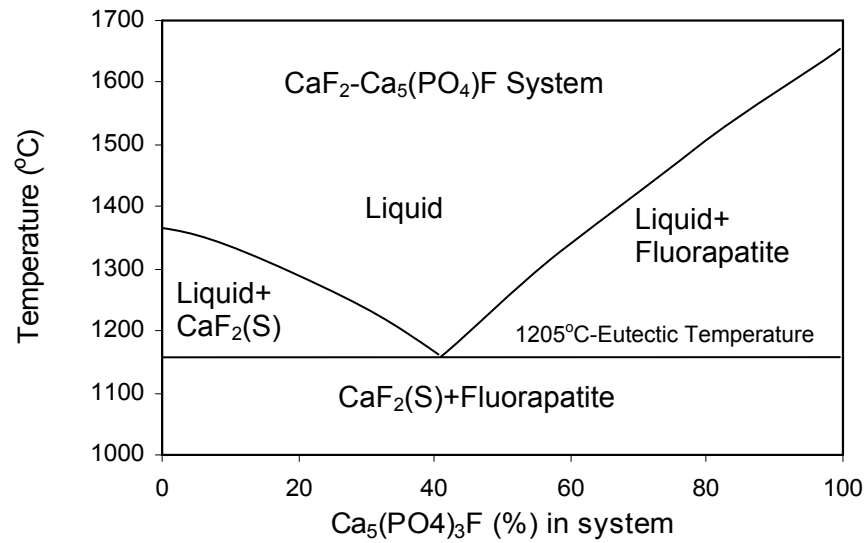 1700
1600
1500
1400
1300
1200
1100
1000
Temperature (°C)
CaF₂-Ca₅(PO₄)F System
Liquid
Liquid+
Fluorapatite
Liquid+
CaF₂(S)
1205°C-Eutectic Temperature
CaF₂(S)+Fluorapatite
0 20 40 60 80 100
Ca₅(PO4)₃F (%) in system